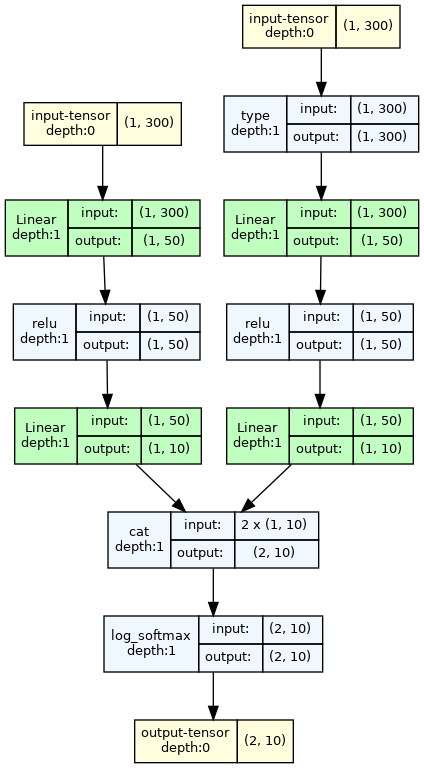 input-tensor
depth:0
(1, 300)
input-tensor
depth:0
(1, 300)
type
depth:1
input:
(1, 300)
output:
(1, 300)
Linear
depth:1
input:
(1, 300)
output:
(1, 50)
Linear
depth:1
input:
(1, 300)
output:
(1, 50)
relu
depth:1
input:
(1, 50)
output:
(1, 50)
relu
depth:1
input:
(1, 50)
output:
(1, 50)
Linear
depth:1
input:
(1, 50)
output:
(1, 10)
Linear
depth:1
input:
(1, 50)
output:
(1, 10)
cat
depth:1
input:
2 x (1, 10)
output:
(2, 10)
log_softmax
depth:1
input:
(2, 10)
output:
(2, 10)
output-tensor
depth:0
(2, 10)